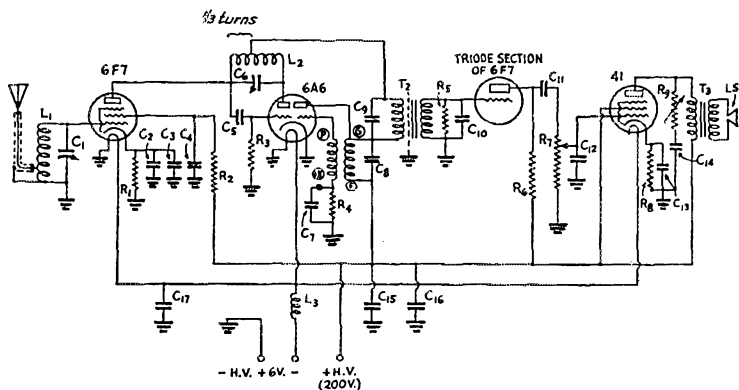 1/3 turns
L2
C6
6F7
6A6
T2
R5
TRIODE SECTION
OF 6F7
C11
41
R9
T3
LS
L1
C1
C2
C3
C4
C5
R3
P
S
C9
C10
R7
C12
C14
R1
R2
+B
F
C8
R4
C7
R6
R8
C13
C17
L3
C15
C16
- H.V. + 6V. -
+ H.V.
(200V.)